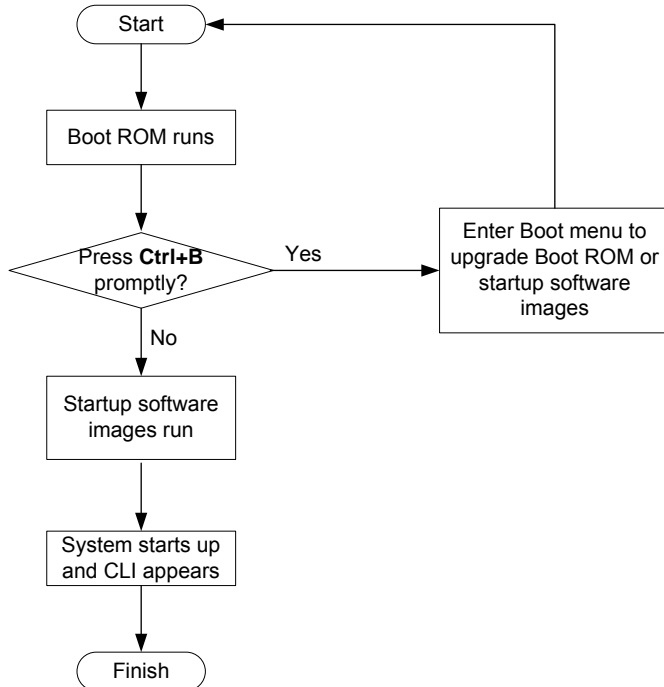 Start
Boot ROM runs
Press Ctrl+B
promptly?
Yes
Enter Boot menu to
upgrade Boot ROM or
startup software
images
No
Startup software
images run
System starts up
and CLI appears
Finish